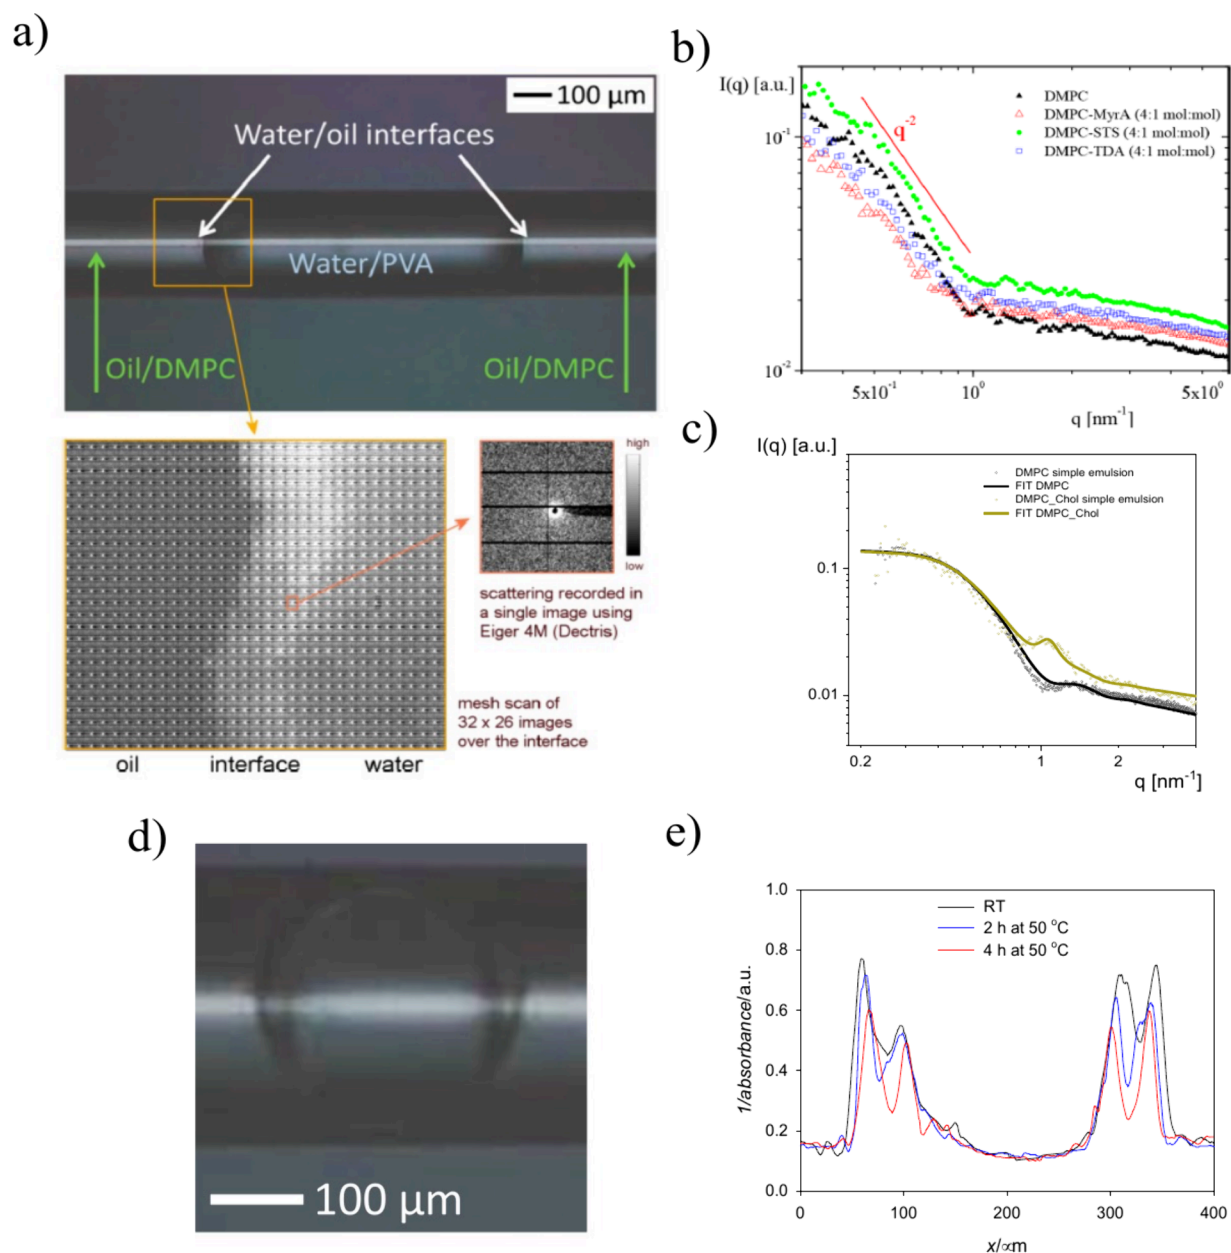 a)
100 µm
Water/oil interfaces
Water/PVA
Oil/DMPC
Oil/DMPC
high
low
scattering recorded in
a single image using
Eiger 4M (Dectris)
mesh scan of
32 x 26 images
over the interface
oil
interface
water
b)
I(q) [a.u.]
DMPC
DMPC-MyrA (4:1 mol:mol)
DMPC-STS (4:1 mol:mol)
DMPC-TDA (4:1 mol:mol)
q⁻²
10⁻¹
10⁻²
5x10⁻¹
10⁰
5x10⁰
q [nm⁻¹]
c)
I(q) [a.u.]
DMPC simple emulsion
FIT DMPC
DMPC_Chol simple emulsion
FIT DMPC_Chol
0.1
0.01
0.2
1
2
q [nm⁻¹]
d)
100 µm
e)
RT
2 h at 50 °C
4 h at 50 °C
1/absorbance/a.u.
1.0
0.8
0.6
0.4
0.2
0.0
0
100
200
300
400
x/∝m